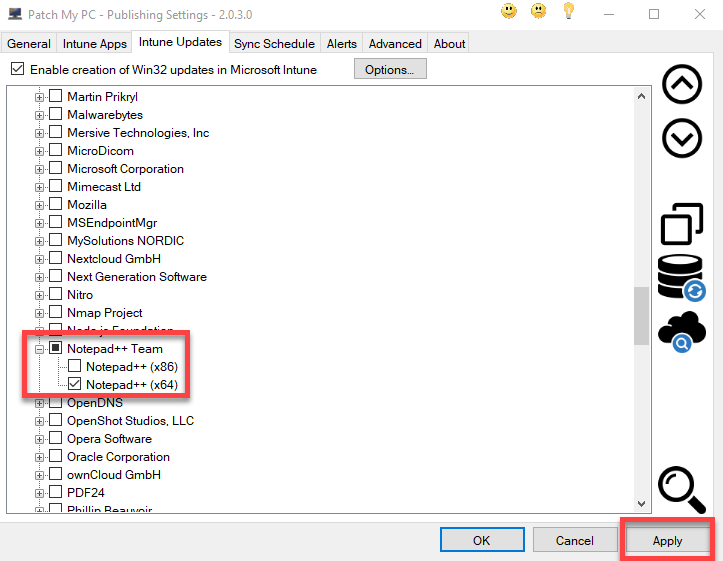 Patch My PC - Publishing Settings - 2.0.3.0
General Intune Apps Intune Updates Sync Schedule Alerts Advanced About
Enable creation of Win32 updates in Microsoft Intune Options...
Martin Prikryl
Malwarebytes
Mersive Technologies, Inc
MicroDicom
Microsoft Corporation
Mimecast Ltd
Mozilla
MSEndpointMgr
MySolutions NORDIC
Nextcloud GmbH
Next Generation Software
Nitro
Nmap Project
Node.js Foundation
Notepad++ Team
Notepad++ (x86)
Notepad++ (x64)
OpenDNS
OpenShot Studios, LLC
Opera Software
Oracle Corporation
ownCloud GmbH
PDF24
Phillip Beauvoir
OK Cancel Apply